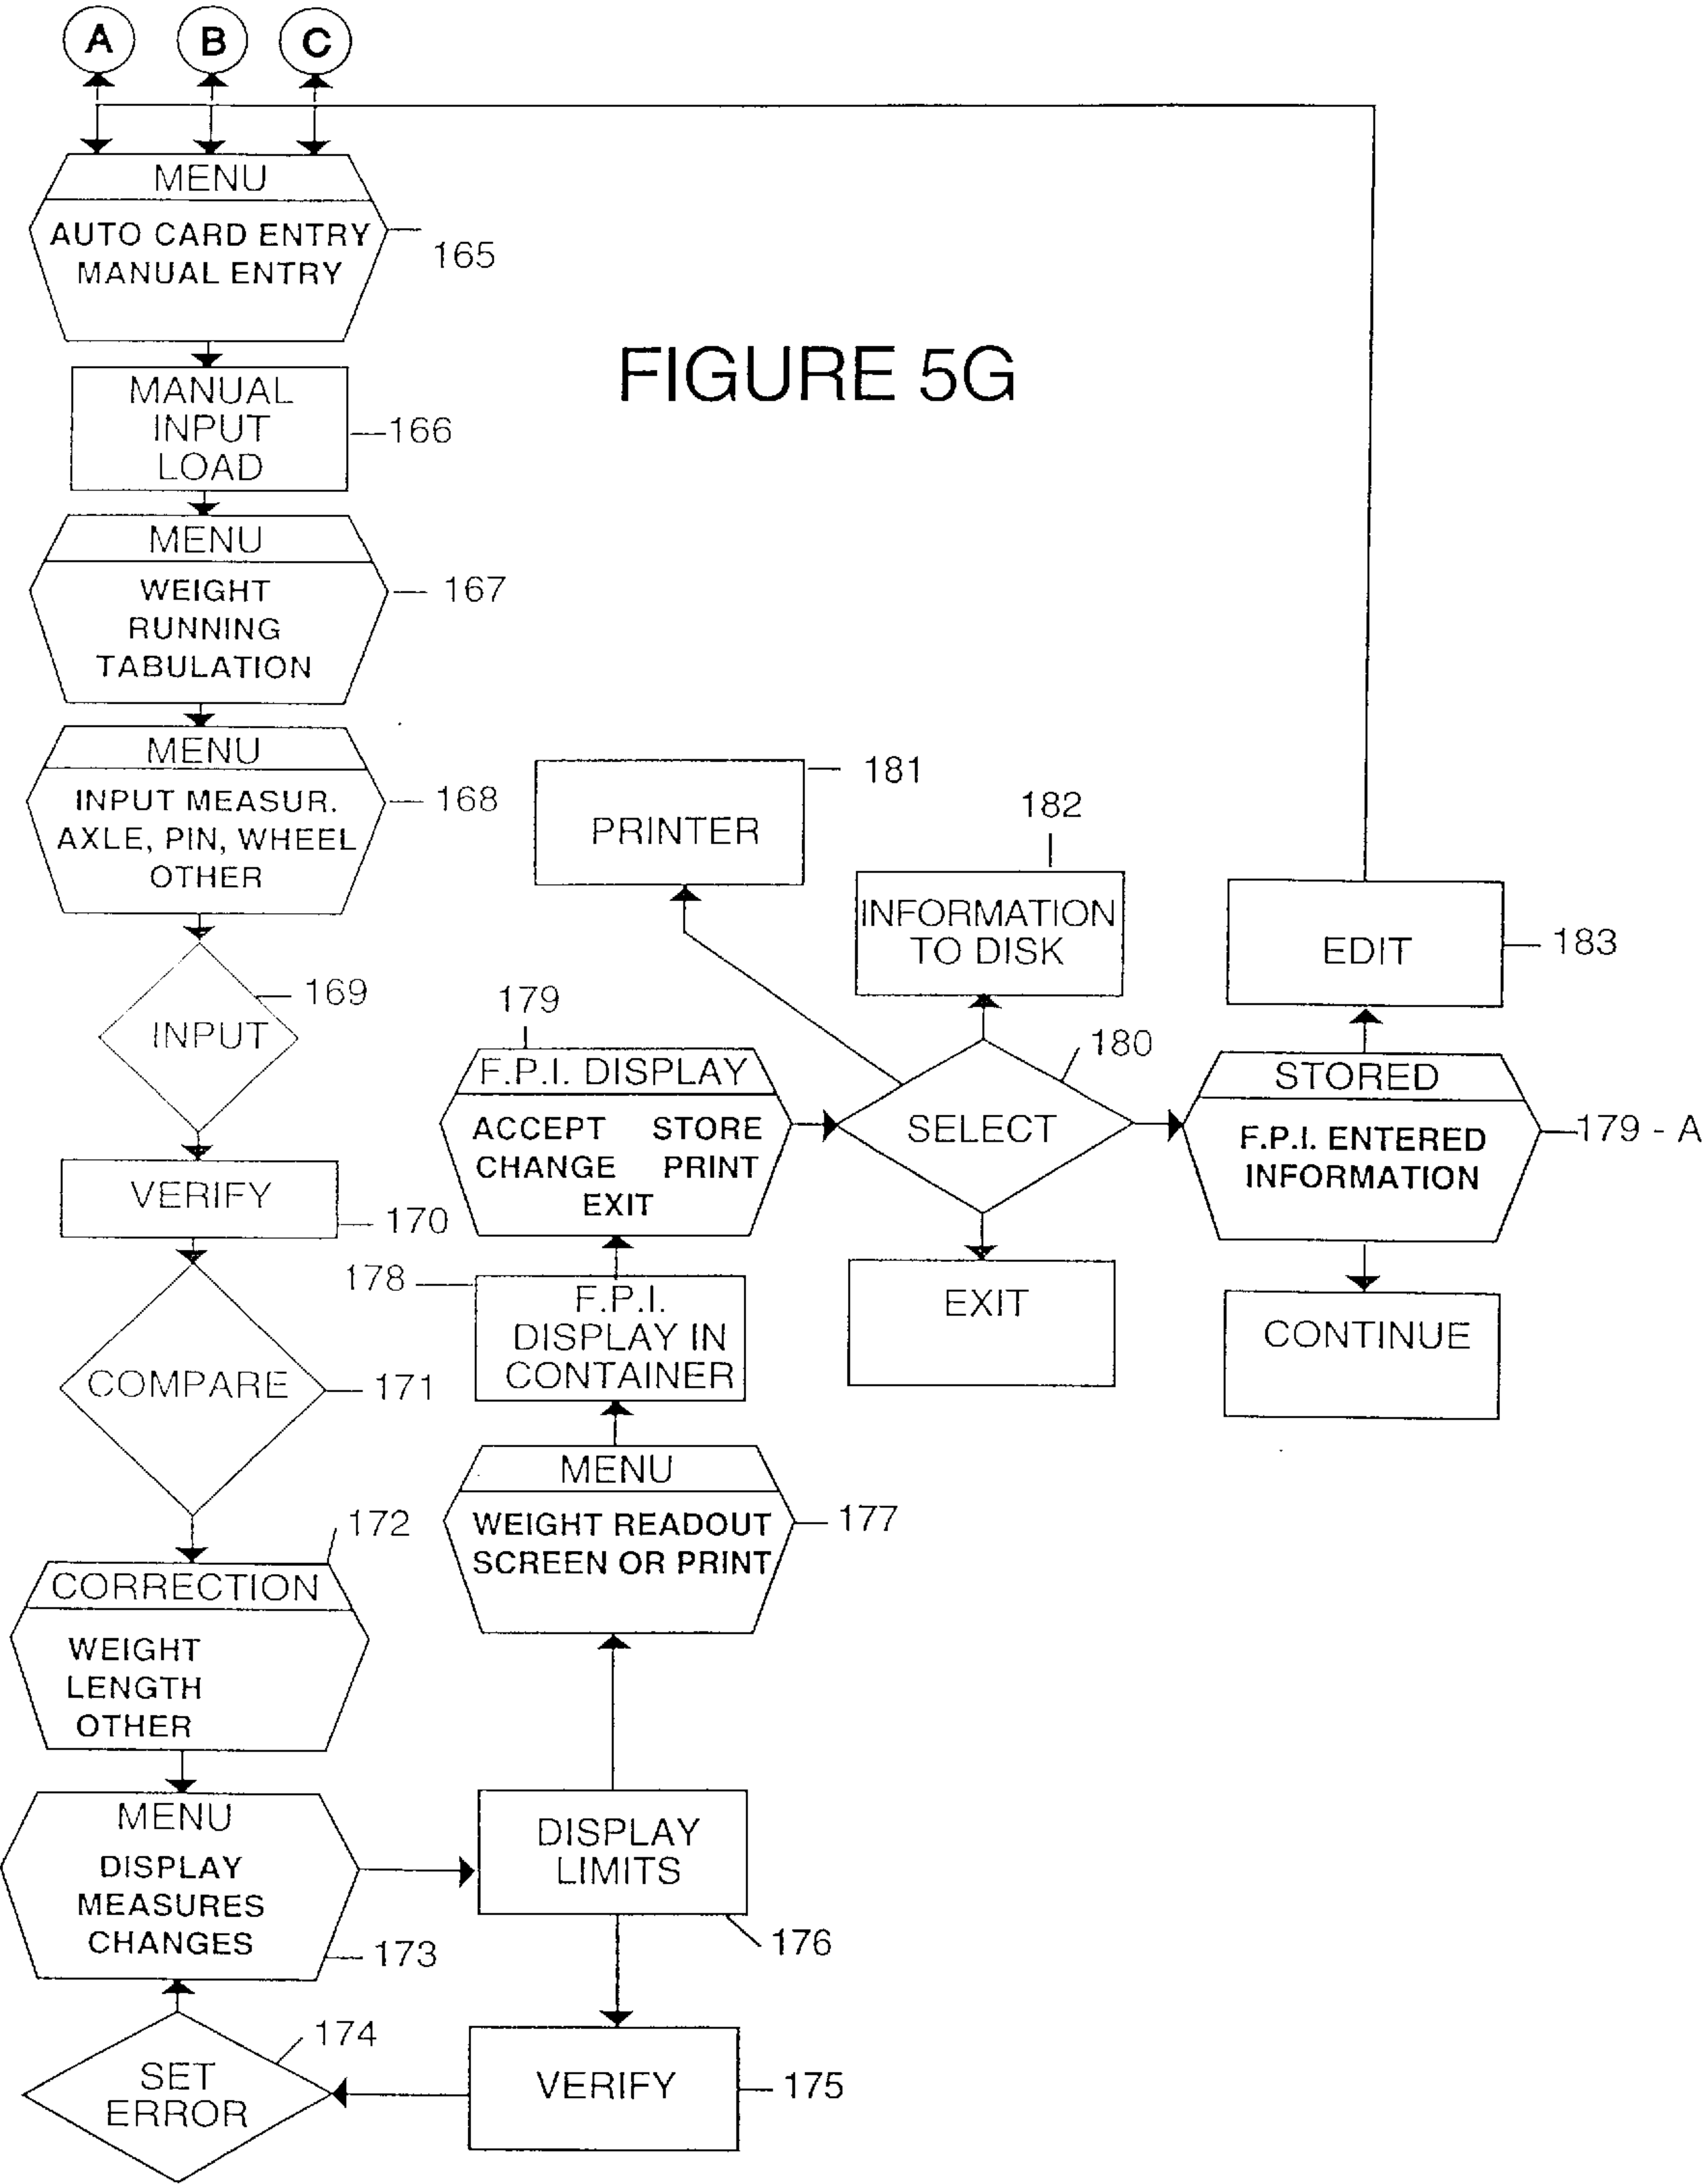 A B C
MENU
AUTO CARD ENTRY
MANUAL ENTRY
165
FIGURE 5G
MANUAL
INPUT
LOAD
166
MENU
WEIGHT
RUNNING
TABULATION
167
MENU
INPUT MEASUR.
AXLE, PIN, WHEEL
OTHER
168
INPUT
169
VERIFY
170
COMPARE
171
CORRECTION
WEIGHT
LENGTH
OTHER
172
MENU
DISPLAY
MEASURES
CHANGES
173
SET
ERROR
174
VERIFY
175
DISPLAY
LIMITS
176
MENU
WEIGHT READOUT
SCREEN OR PRINT
177
F.P.I.
DISPLAY IN
CONTAINER
178
179
F.P.I. DISPLAY
ACCEPT STORE
CHANGE PRINT
EXIT
SELECT
180
PRINTER
181
182
INFORMATION
TO DISK
EXIT
STORED
F.P.I. ENTERED
INFORMATION
179 - A
EDIT
183
CONTINUE